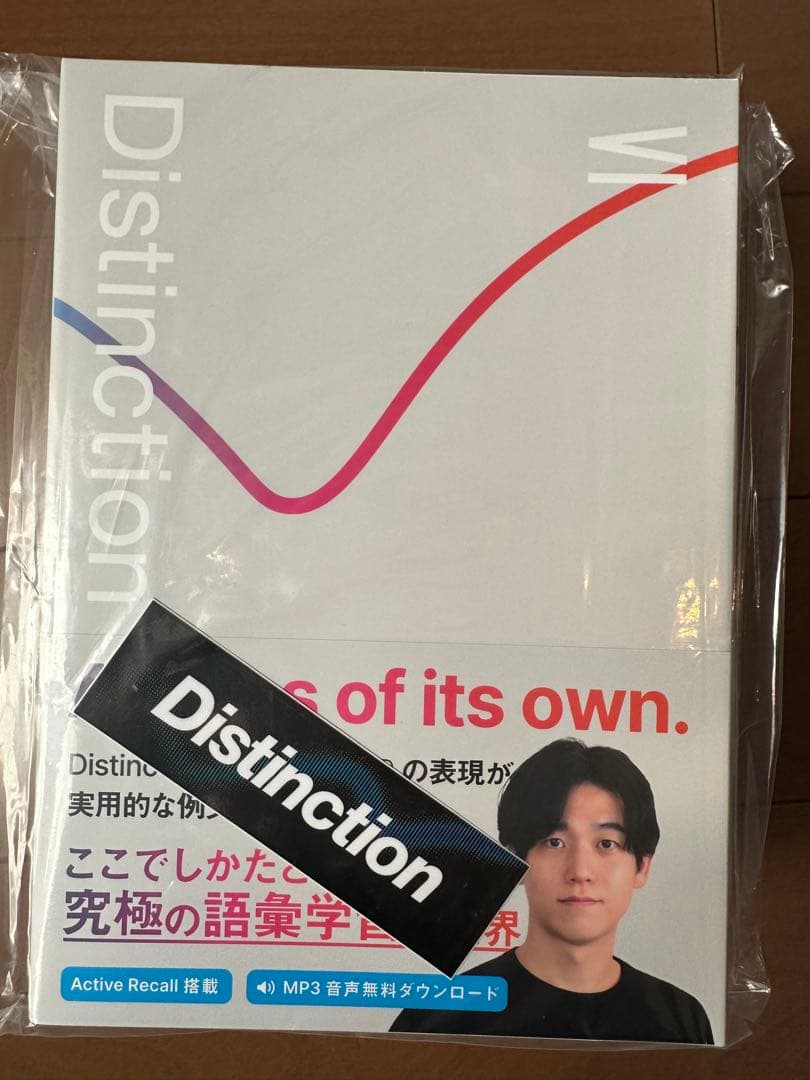 Distinction
VI
s of its own.
Distinction
の表現が
実用的な例
ここでしかた
究極の語彙学習 界
Active Recall 搭載
MP3 音声無料ダウンロード